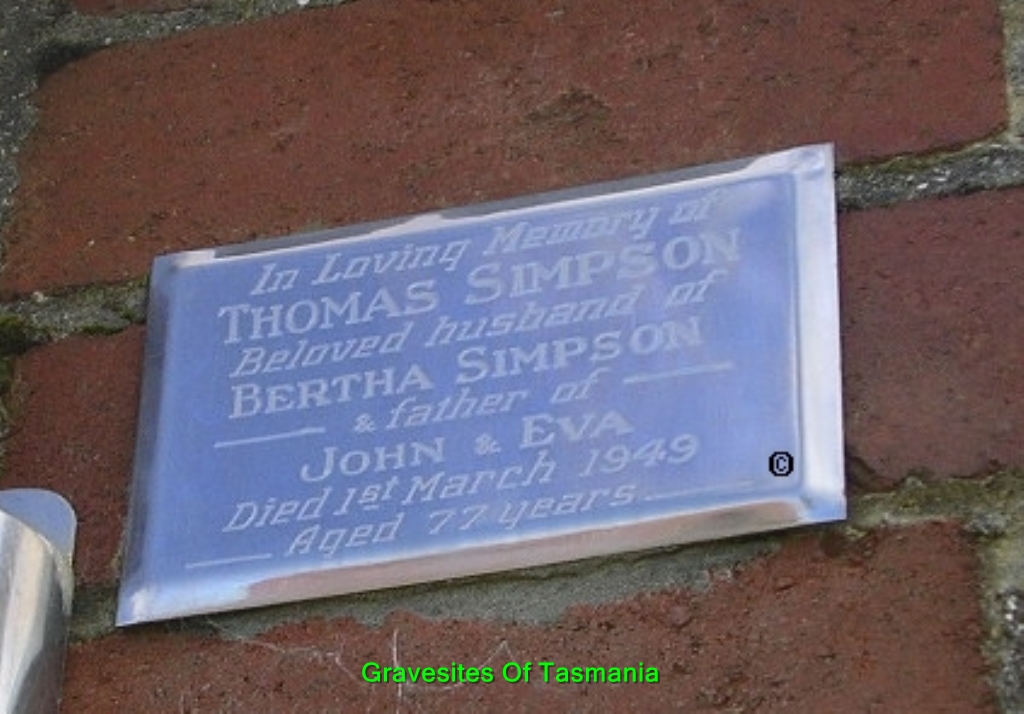 In Loving Memory of
THOMAS SIMPSON
Beloved husband of
BERTHA SIMPSON
& father of
JOHN & EVA
Died 1st March 1949
Aged 77 years
©
Gravesites Of Tasmania